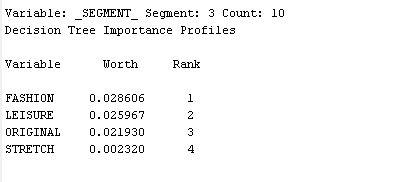 Variable: _SEGMENT_ Segment: 3 Count: 10
Decision Tree Importance Profiles
Variable Worth Rank
FASHION 0.028606 1
LEISURE 0.025967 2
ORIGINAL 0.021930 3
STRETCH 0.002320 4